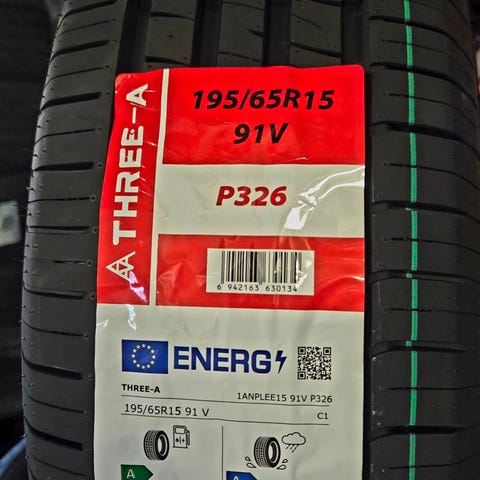 THREE-A
195/65R15
91V
P326
6 942163 630134
ENERG
THREE-A
1ANPLEE15 91V P326
195/65R15 91 V
C1
A
A